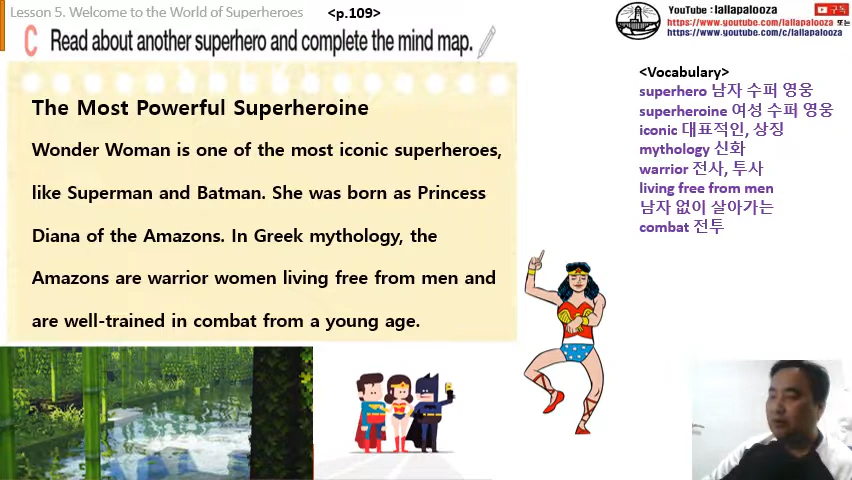 Lesson 5. Welcome to the World of Superheroes
<p.109>
C Read about another superhero and complete the mind map.
The Most Powerful Superheroine
Wonder Woman is one of the most iconic superheroes,
like Superman and Batman. She was born as Princess
Diana of the Amazons. In Greek mythology, the
Amazons are warrior women living free from men and
are well-trained in combat from a young age.
YouTube : lallapalooza 구독
https://www.youtube.com/lallapalooza 또는
https://www.youtube.com/c/lallapalooza
<Vocabulary>
superhero 남자 수퍼 영웅
superheroine 여성 수퍼 영웅
iconic 대표적인, 상징
mythology 신화
warrior 전사, 투사
living free from men
남자 없이 살아가는
combat 전투